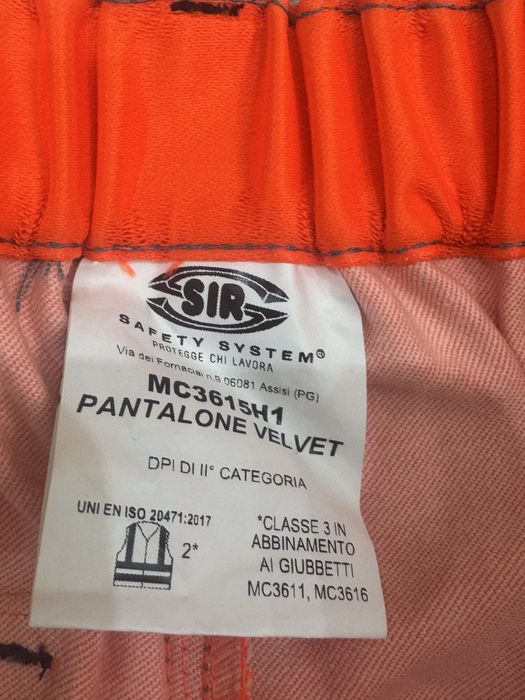 SIR
SAFETY SYSTEM®
PROTEGGE CHI LAVORA
Via dei Fornaciai n.9 06081 Assisi (PG)
MC3615H1
PANTALONE VELVET
DPI DI II° CATEGORIA
UNI EN ISO 20471:2017
2*
*CLASSE 3 IN
ABBINAMENTO
AI GIUBBETTI
MC3611, MC3616